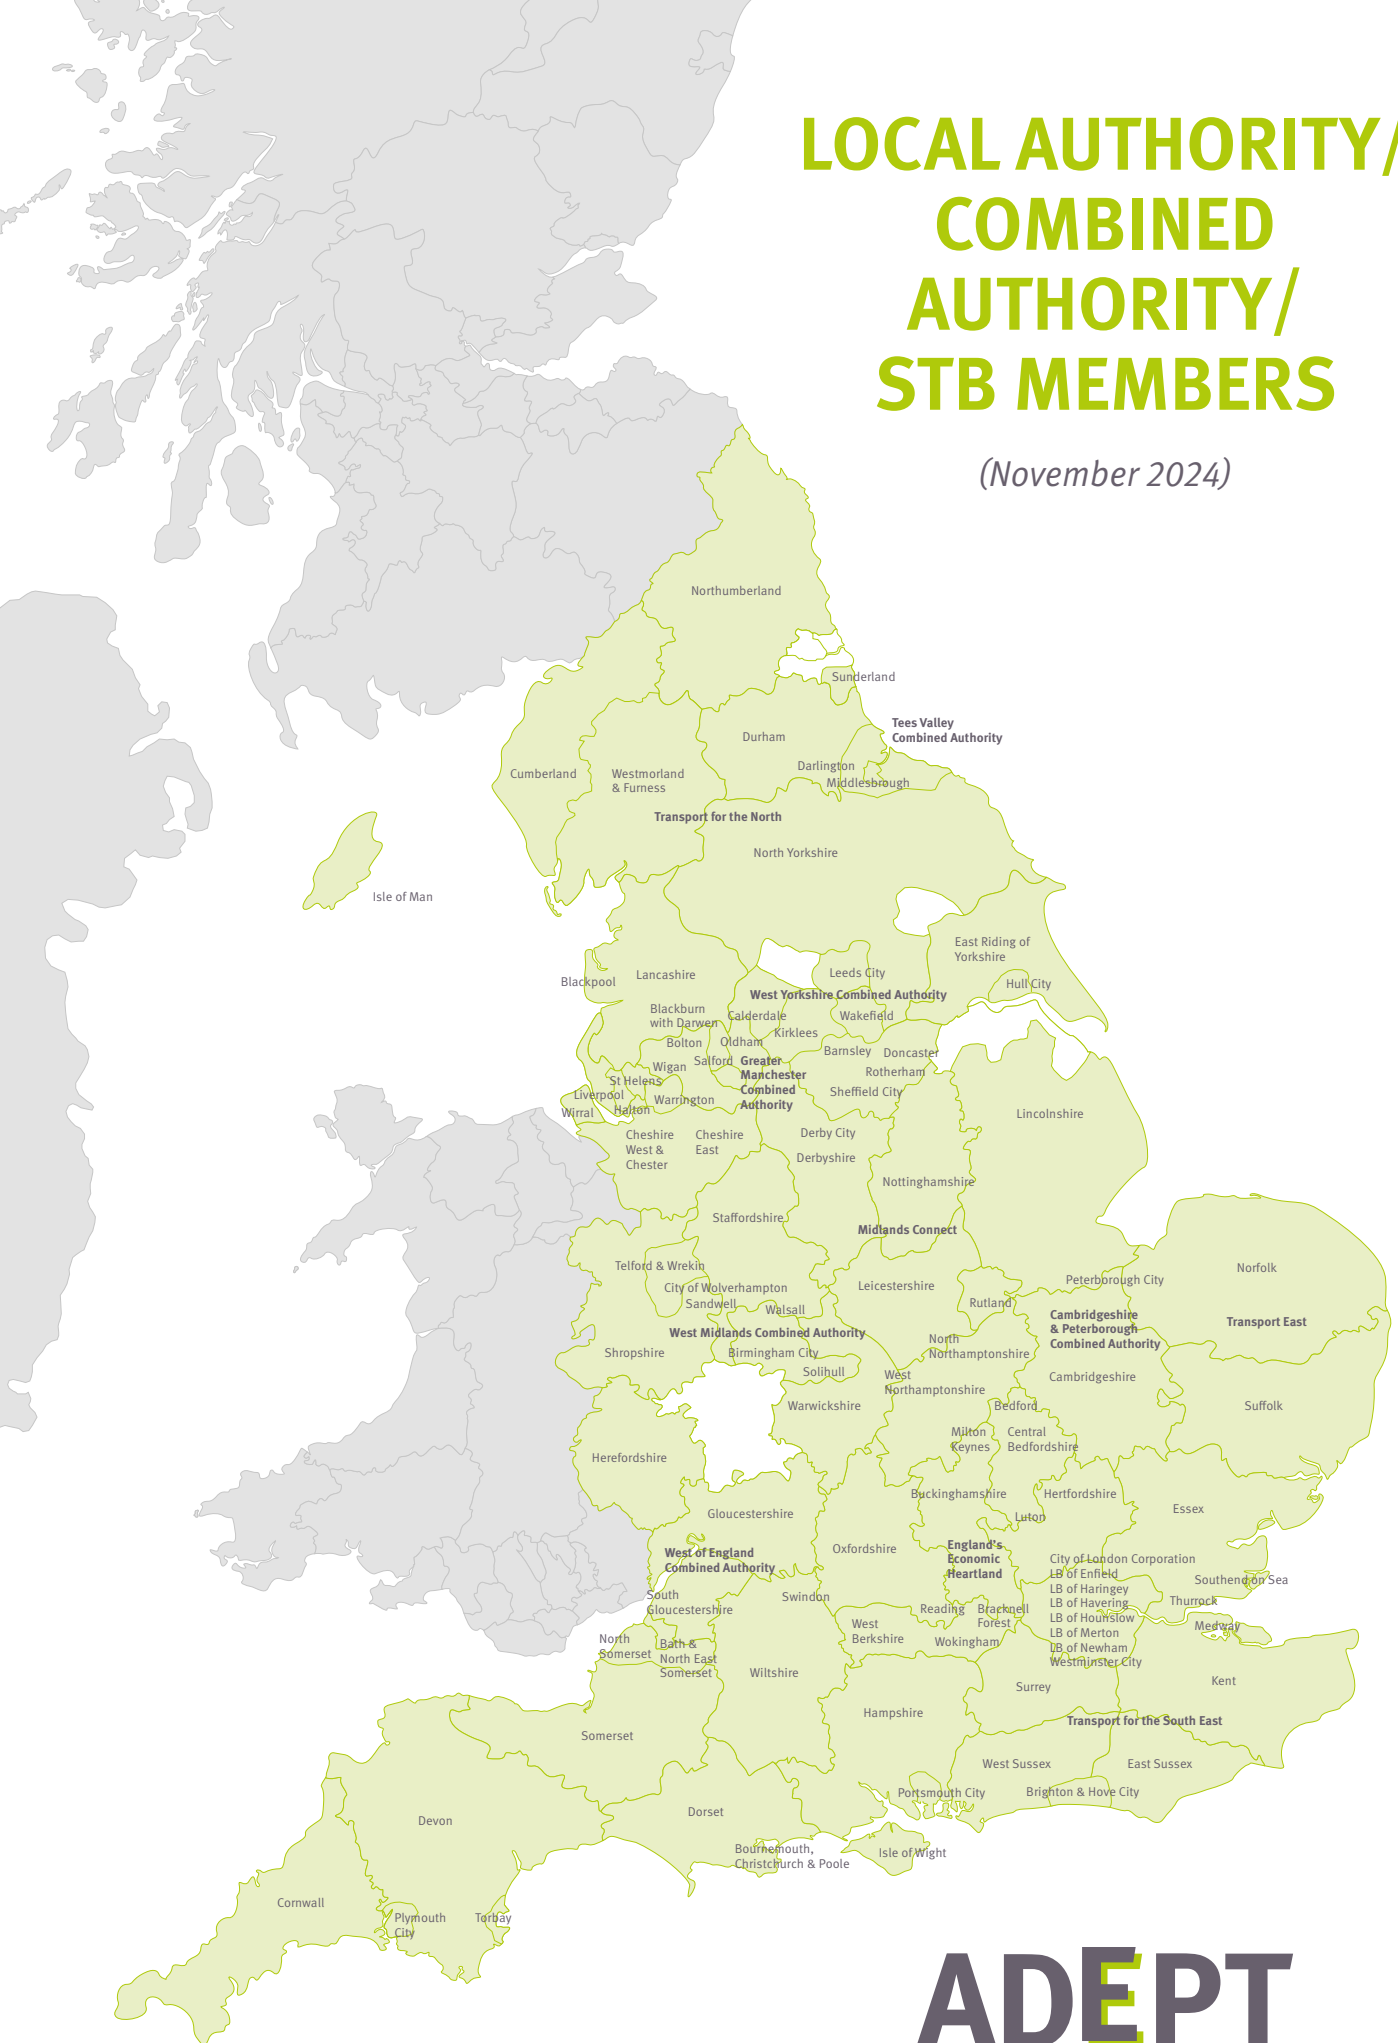 LOCAL AUTHORITY/
COMBINED
AUTHORITY/
STB MEMBERS
(November 2024)
Northumberland
Sunderland
Tees Valley
Combined Authority
Durham
Darlington
Middlesbrough
Cumberland
Westmorland
& Furness
Transport for the North
North Yorkshire
Isle of Man
East Riding of
Yorkshire
Hull City
Blackpool
Lancashire
Leeds City
West Yorkshire Combined Authority
Blackburn
with Darwen
Calderdale
Wakefield
Kirklees
Bolton
Oldham
Barnsley
Doncaster
Wigan
Salford
Greater
Manchester
Combined
Authority
Rotherham
St Helens
Sheffield City
Liverpool
Warrington
Wirral
Halton
Lincolnshire
Cheshire
West &
Chester
Cheshire
East
Derby City
Derbyshire
Nottinghamshire
Staffordshire
Midlands Connect
Telford & Wrekin
City of Wolverhampton
Sandwell
Walsall
Leicestershire
Rutland
Peterborough City
Norfolk
Cambridgeshire
& Peterborough
Combined Authority
Transport East
West Midlands Combined Authority
Shropshire
Birmingham City
Solihull
North
Northamptonshire
West
Northamptonshire
Cambridgeshire
Warwickshire
Bedford
Suffolk
Milton
Keynes
Central
Bedfordshire
Herefordshire
Buckinghamshire
Hertfordshire
Gloucestershire
Luton
Essex
West of England
Combined Authority
Oxfordshire
England's
Economic
Heartland
City of London Corporation
LB of Enfield
LB of Haringey
LB of Havering
LB of Hounslow
LB of Merton
LB of Newham
Westminster City
Southend on Sea
Thurrock
Medway
South
Gloucestershire
Swindon
Reading
Bracknell
Forest
West
Berkshire
Wokingham
North
Somerset
Bath &
North East
Somerset
Wiltshire
Surrey
Kent
Hampshire
Transport for the South East
Somerset
West Sussex
East Sussex
Portsmouth City
Brighton & Hove City
Devon
Dorset
Bournemouth,
Christchurch & Poole
Isle of Wight
Cornwall
Plymouth
City
Torbay
ADEPT